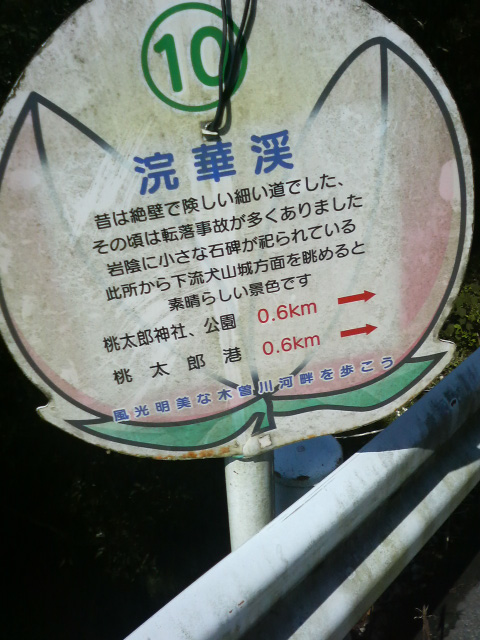 10
浣華渓
昔は絶壁で険しい細い道でした、
その頃は転落事故が多くありました
岩陰に小さな石碑が祀られている
此所から下流犬山城方面を眺めると
素晴らしい景色です
桃太郎神社、公園 0.6km →
桃太郎港 0.6km →
風光明美な木曽川河畔を歩こう